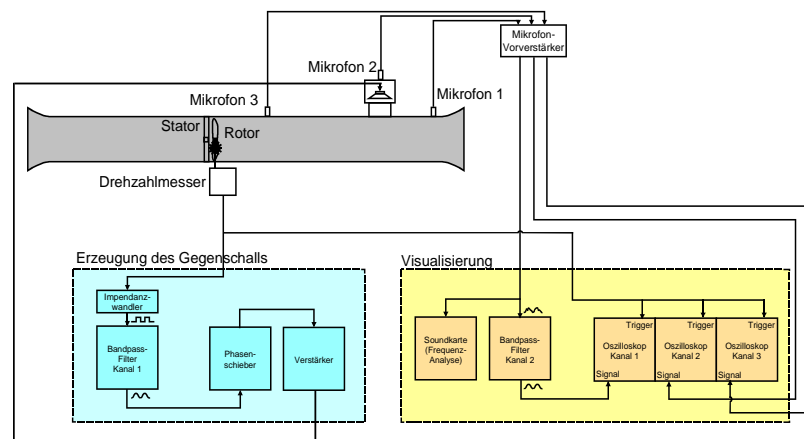 Mikrofon-
Vorverstärker
Mikrofon 2
Mikrofon 3
Mikrofon 1
Stator
Rotor
Drehzahlmesser
Erzeugung des Gegenschalls
Impendanz-
wandler
Bandpass-
Filter
Kanal 1
Phasen-
schieber
Verstärker
Visualisierung
Soundkarte
(Frequenz-
Analyse)
Bandpass-
Filter
Kanal 2
Trigger
Oszilloskop
Kanal 1
Signal
Trigger
Oszilloskop
Kanal 2
Signal
Trigger
Oszilloskop
Kanal 3
Signal